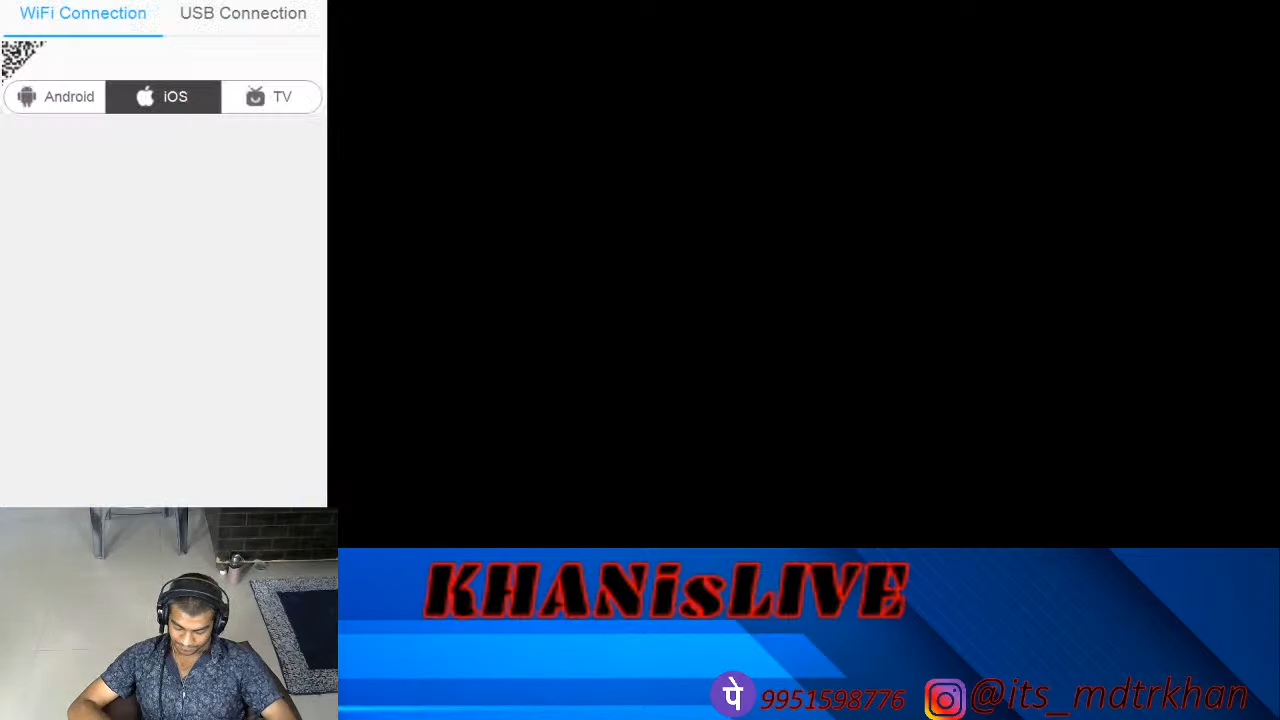 WiFi Connection USB Connection
Android iOS TV
KHANisLIVE
पे 9951598776 @its_mdtrkhan